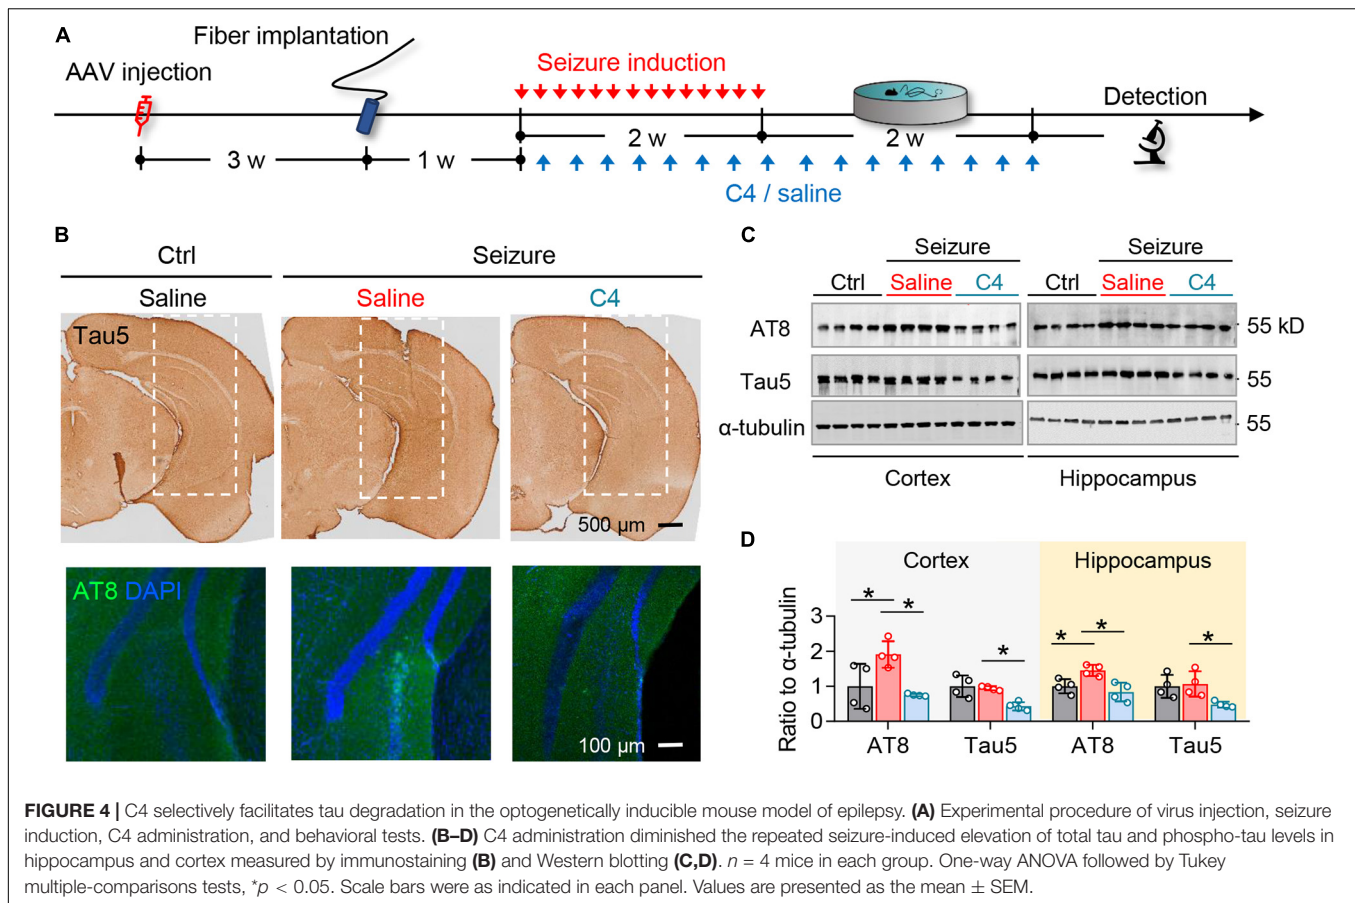 A
Fiber implantation
AAV injection
Seizure induction
Detection
3 w
1 w
2 w
2 w
C4 / saline
B
Ctrl
Seizure
Saline
Saline
C4
Tau5
500 µm
AT8 DAPI
100 µm
C
Seizure
Seizure
Ctrl
Saline
C4
Ctrl
Saline
C4
AT8
55 kD
Tau5
55
α-tubulin
55
Cortex
Hippocampus
D
Cortex
Hippocampus
Ratio to α-tubulin
3
2
1
0
*
*
*
*
*
*
AT8
Tau5
AT8
Tau5
FIGURE 4 | C4 selectively facilitates tau degradation in the optogenetically inducible mouse model of epilepsy. (A) Experimental procedure of virus injection, seizure
induction, C4 administration, and behavioral tests. (B–D) C4 administration diminished the repeated seizure-induced elevation of total tau and phospho-tau levels in
hippocampus and cortex measured by immunostaining (B) and Western blotting (C,D). n = 4 mice in each group. One-way ANOVA followed by Tukey
multiple-comparisons tests, *p < 0.05. Scale bars were as indicated in each panel. Values are presented as the mean ± SEM.